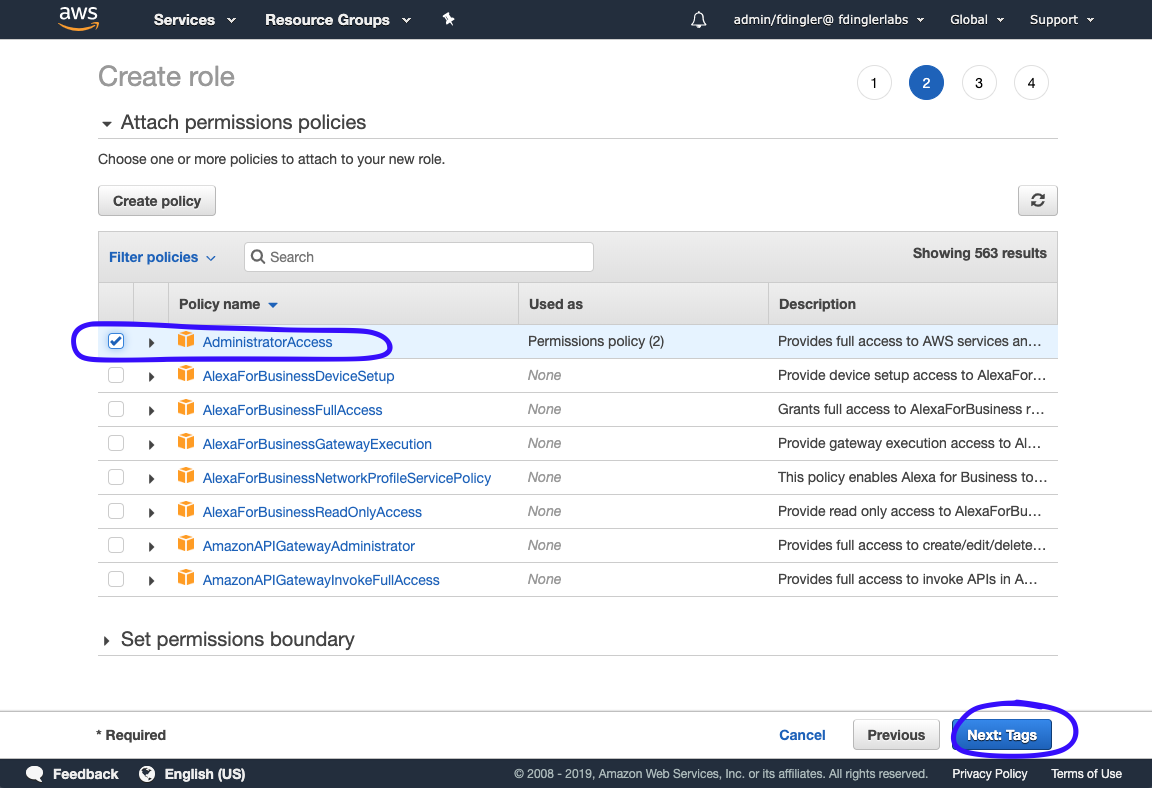 aws Services Resource Groups admin/fdingler@ fdinglerlabs Global Support
Create role
1 2 3 4
Attach permissions policies
Choose one or more policies to attach to your new role.
Create policy
Filter policies Search Showing 563 results
Policy name Used as Description
AdministratorAccess Permissions policy (2) Provides full access to AWS services an…
AlexaForBusinessDeviceSetup None Provide device setup access to AlexaFor…
AlexaForBusinessFullAccess None Grants full access to AlexaForBusiness r…
AlexaForBusinessGatewayExecution None Provide gateway execution access to Al…
AlexaForBusinessNetworkProfileServicePolicy None This policy enables Alexa for Business to…
AlexaForBusinessReadOnlyAccess None Provide read only access to AlexaForBu…
AmazonAPIGatewayAdministrator None Provides full access to create/edit/delete…
AmazonAPIGatewayInvokeFullAccess None Provides full access to invoke APIs in A…
Set permissions boundary
* Required Cancel Previous Next: Tags
Feedback English (US) © 2008 - 2019, Amazon Web Services, Inc. or its affiliates. All rights reserved. Privacy Policy Terms of Use